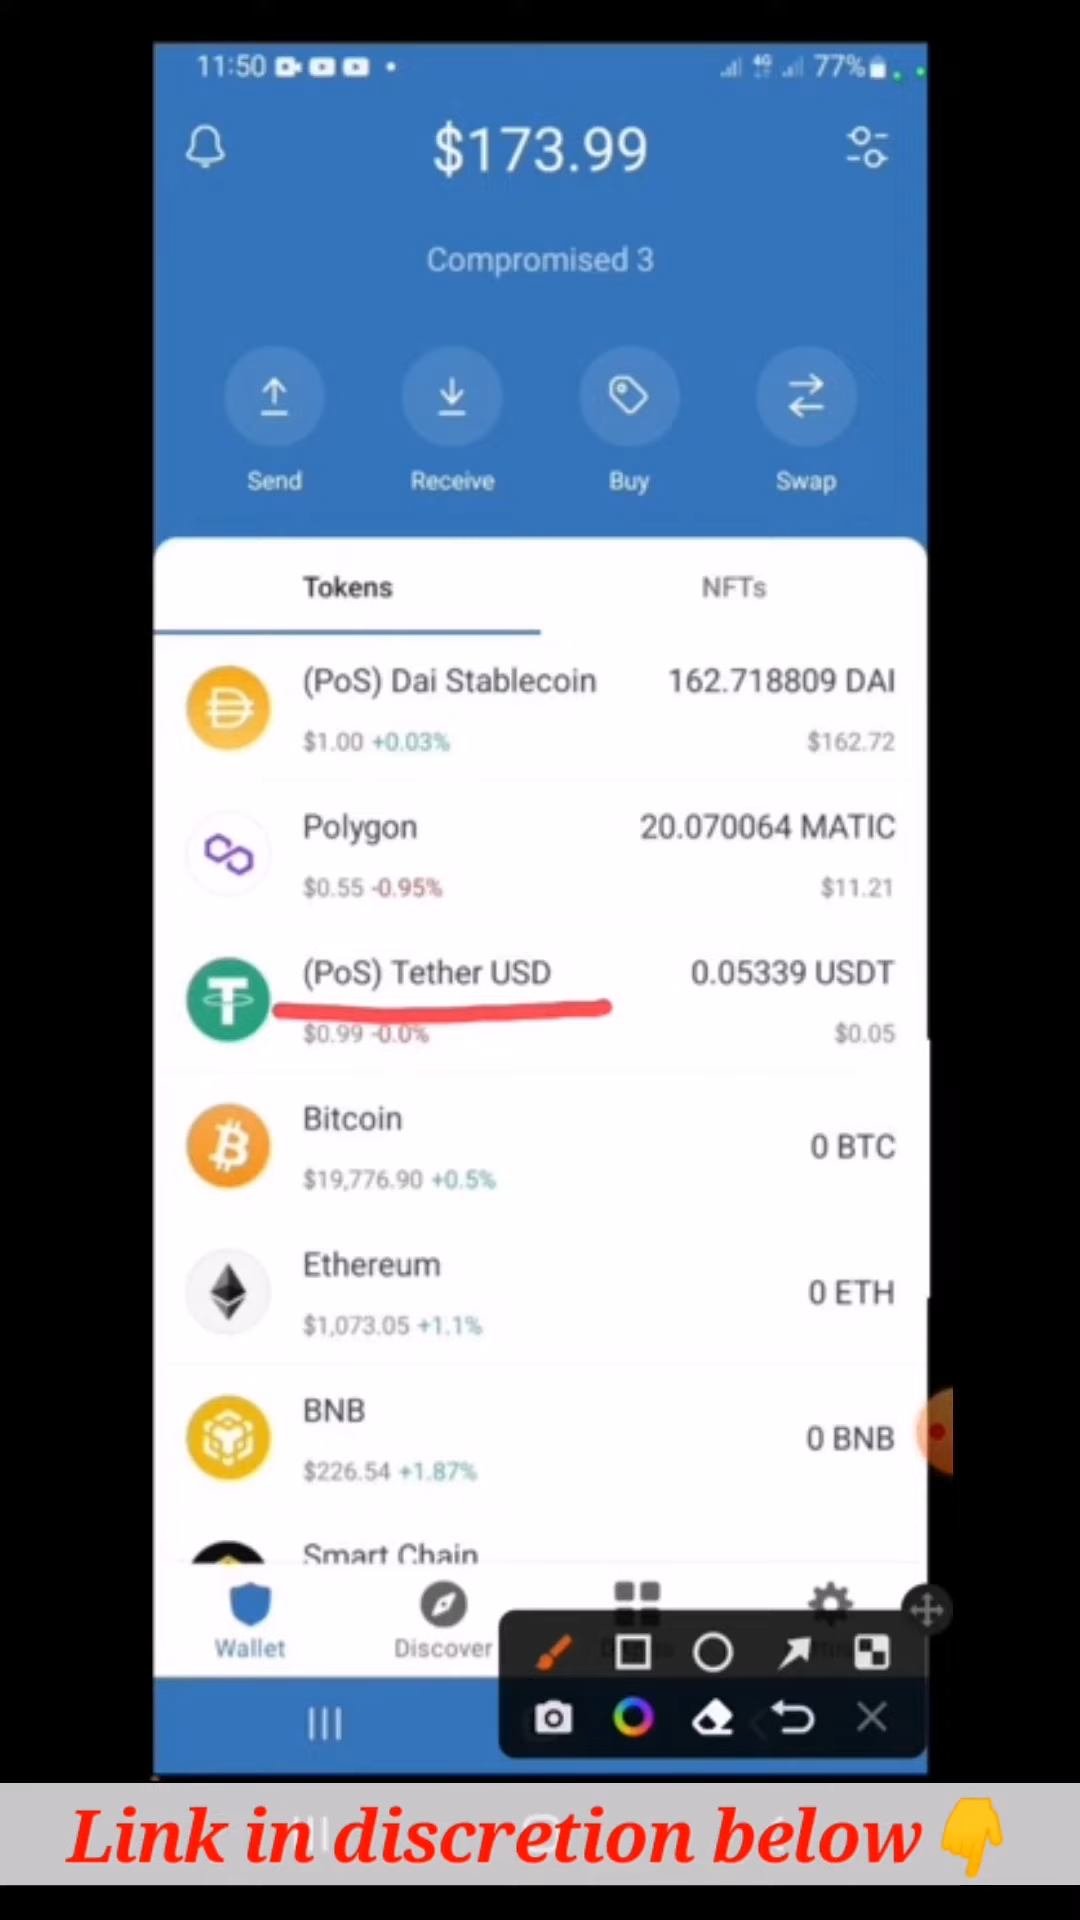 11:50
4G 77%
$173.99
Compromised 3
Send Receive Buy Swap
Tokens NFTs
(PoS) Dai Stablecoin 162.718809 DAI
$1.00 +0.03% $162.72
Polygon 20.070064 MATIC
$0.55 -0.95% $11.21
(PoS) Tether USD 0.05339 USDT
$0.99 -0.0% $0.05
Bitcoin 0 BTC
$19,776.90 +0.5%
Ethereum 0 ETH
$1,073.05 +1.1%
BNB 0 BNB
$226.54 +1.87%
Smart Chain
Wallet Discover
Link in discretion below👇